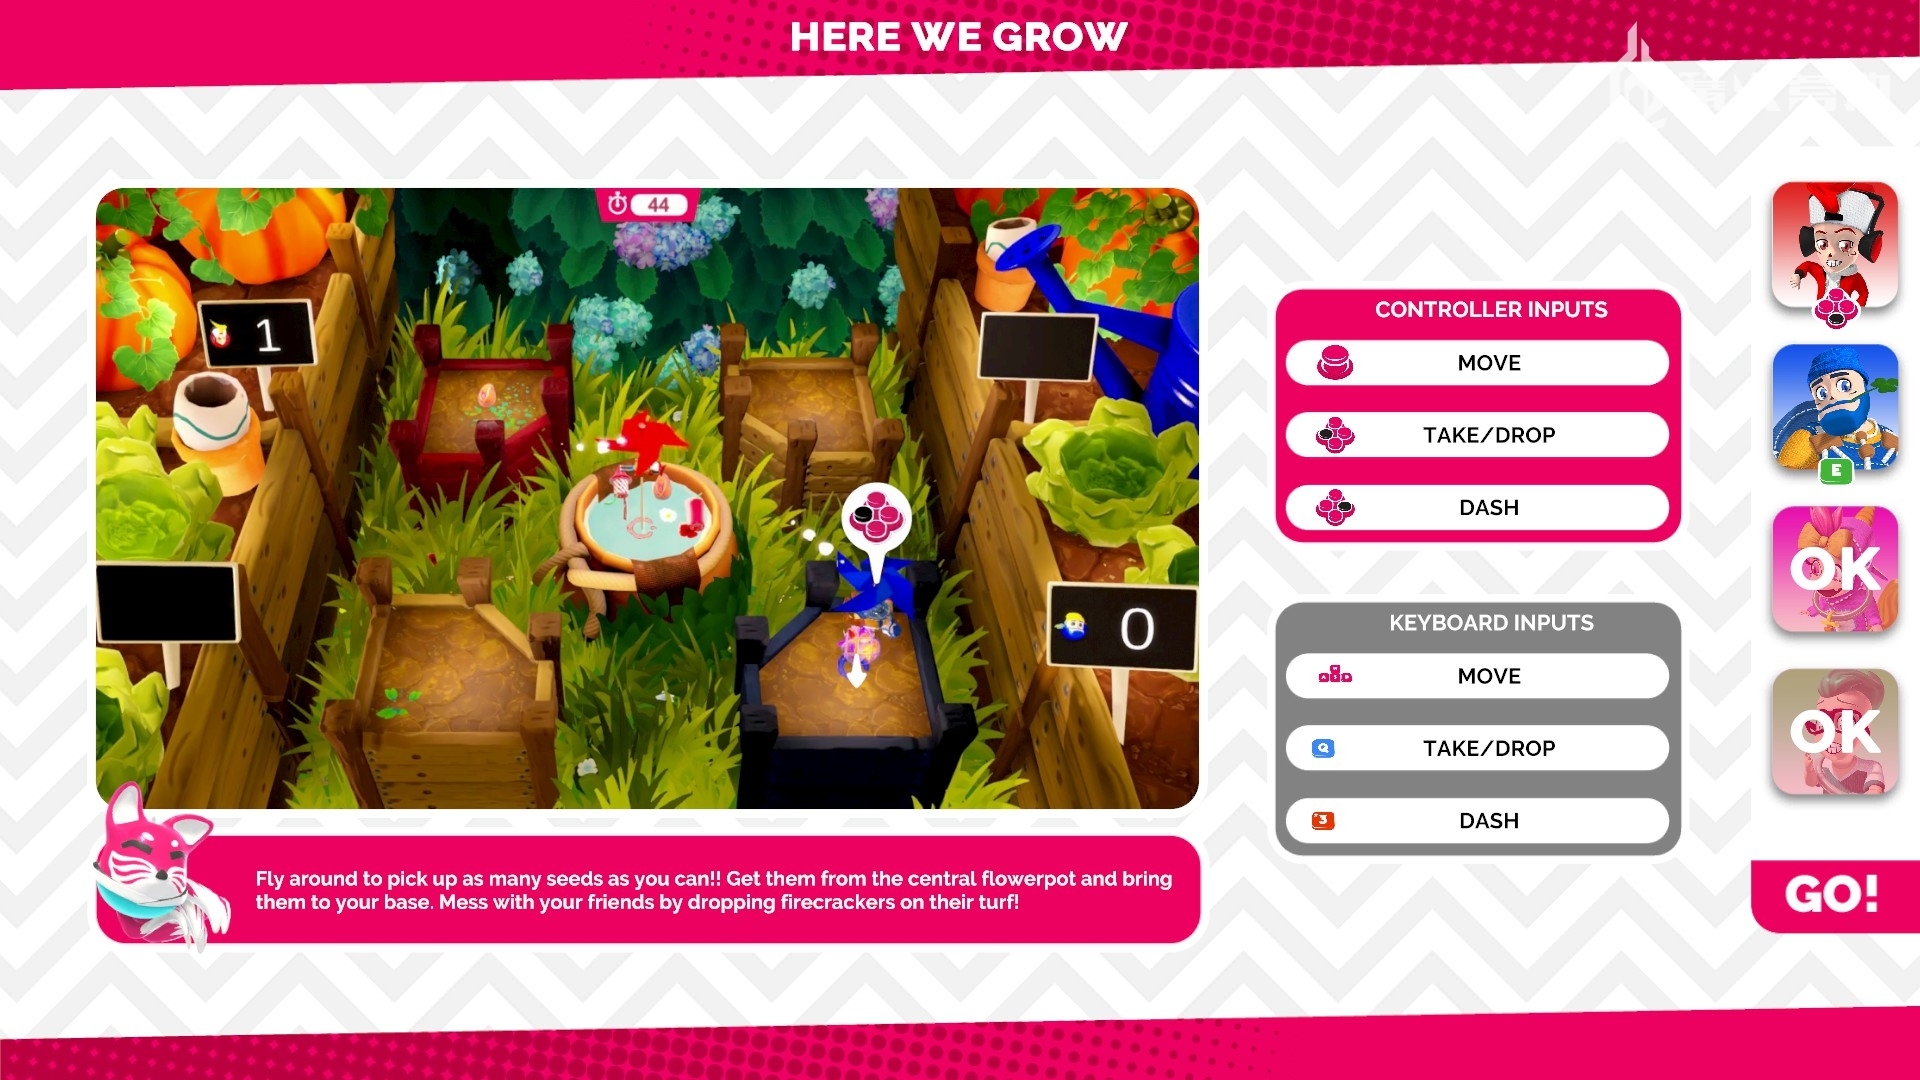 HERE WE GROW
44
1
0
CONTROLLER INPUTS
MOVE
TAKE/DROP
DASH
KEYBOARD INPUTS
MOVE
Q
TAKE/DROP
3
DASH
E
OK
OK
GO!
Fly around to pick up as many seeds as you can!! Get them from the central flowerpot and bring
them to your base. Mess with your friends by dropping firecrackers on their turf!